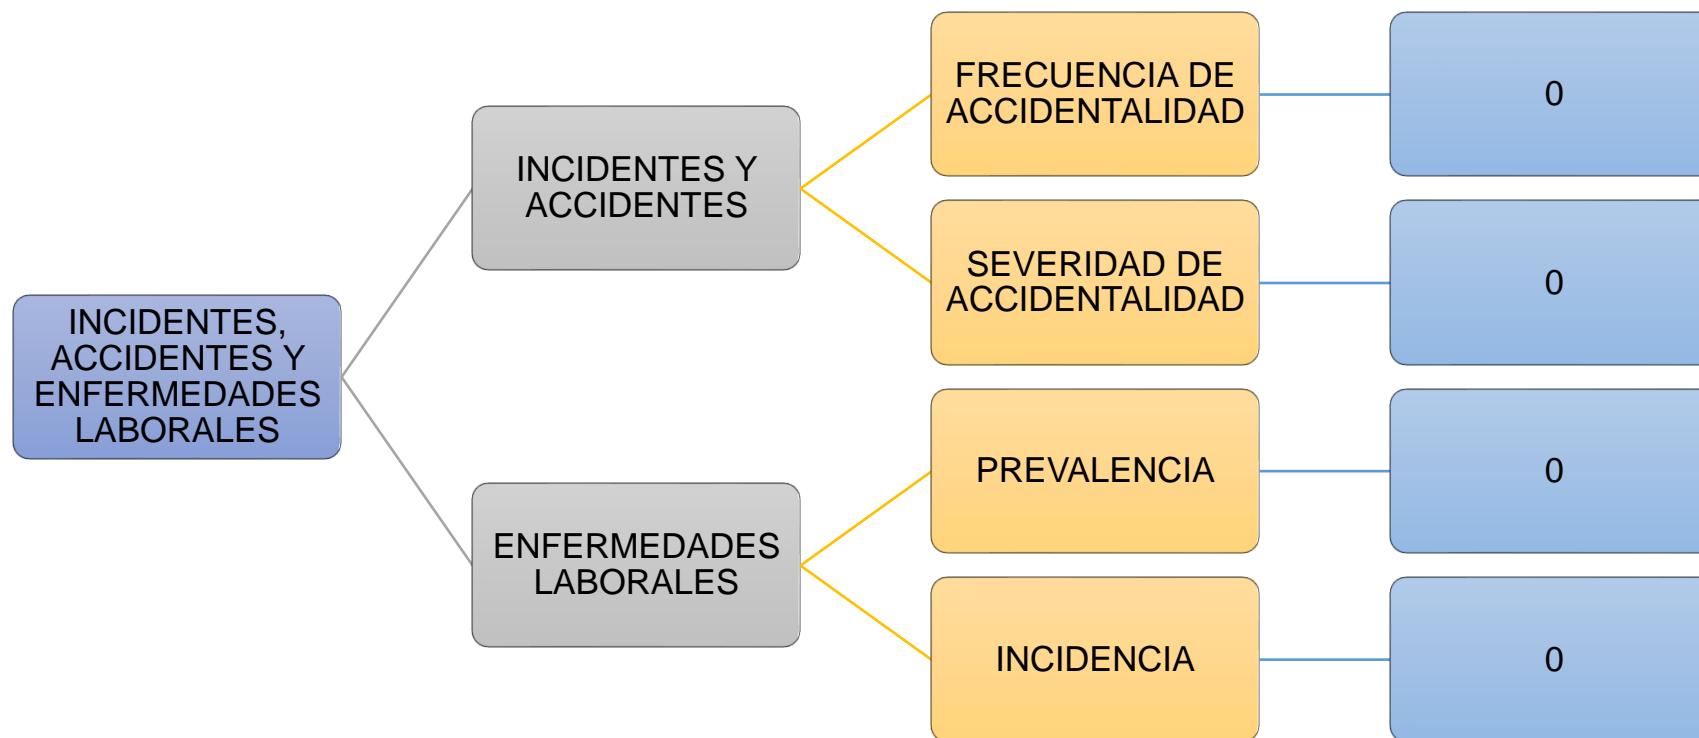 INCIDENTES,
ACCIDENTES Y
ENFERMEDADES
LABORALES
INCIDENTES Y
ACCIDENTES
FRECUENCIA DE
ACCIDENTALIDAD
0
SEVERIDAD DE
ACCIDENTALIDAD
0
ENFERMEDADES
LABORALES
PREVALENCIA
0
INCIDENCIA
0